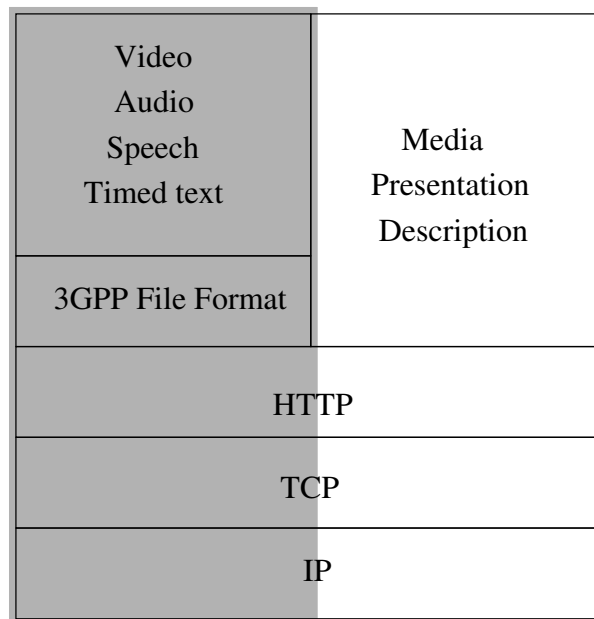 Video
Audio
Speech
Timed text
3GPP File Format
Media
Presentation
Description
HTTP
TCP
IP